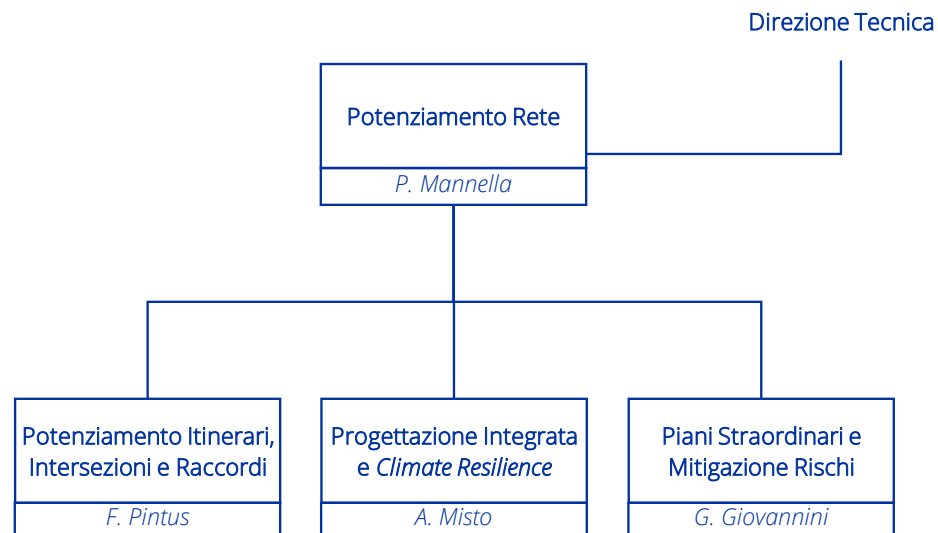 Direzione Tecnica
Potenziamento Rete
P. Mannella
Potenziamento Itinerari,
Intersezioni e Raccordi
F. Pintus
Progettazione Integrata
e Climate Resilience
A. Misto
Piani Straordinari e
Mitigazione Rischi
G. Giovannini